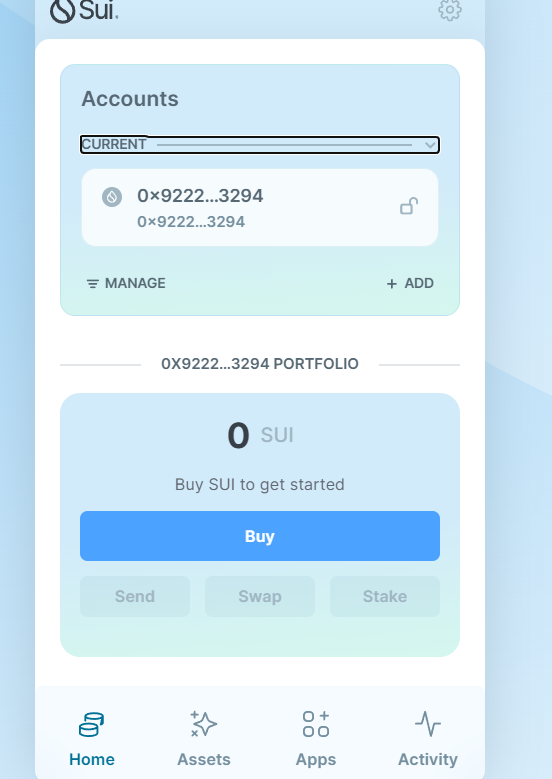 Sui.
Accounts
CURRENT
0×9222…3294
0×9222…3294
MANAGE
+ ADD
0X9222…3294 PORTFOLIO
0 SUI
Buy SUI to get started
Buy
Send Swap Stake
Home Assets Apps Activity